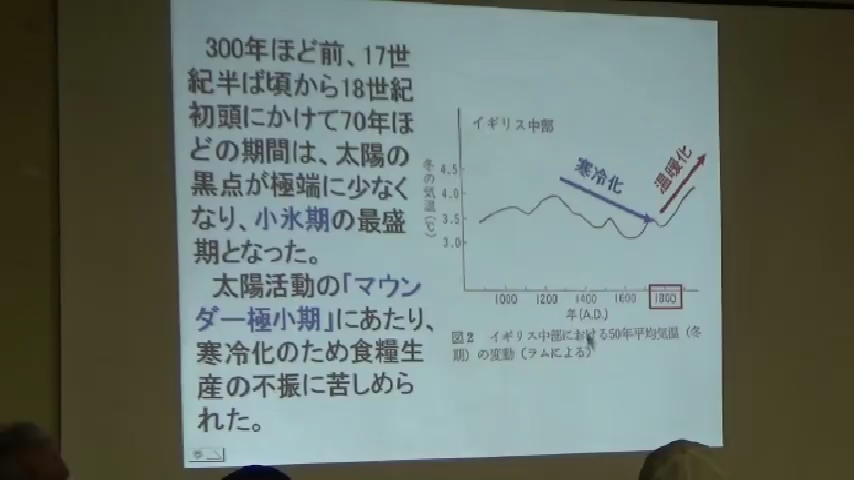 300年ほど前、17世
紀半ば頃から18世紀
初頭にかけて70年ほ
どの期間は、太陽の
黒点が極端に少なく
なり、小氷期の最盛
期となった。
太陽活動の「マウン
ダー極小期」にあたり、
寒冷化のため食糧生
産の不振に苦しめら
れた。
イギリス中部
寒冷化
温暖化
冬の気温(℃)
4.5
4.0
3.5
3.0
1000 1200 1400 1600 1800
年(A.D.)
図2 イギリス中部における50年平均気温(冬
期)の変動(ラムによる)